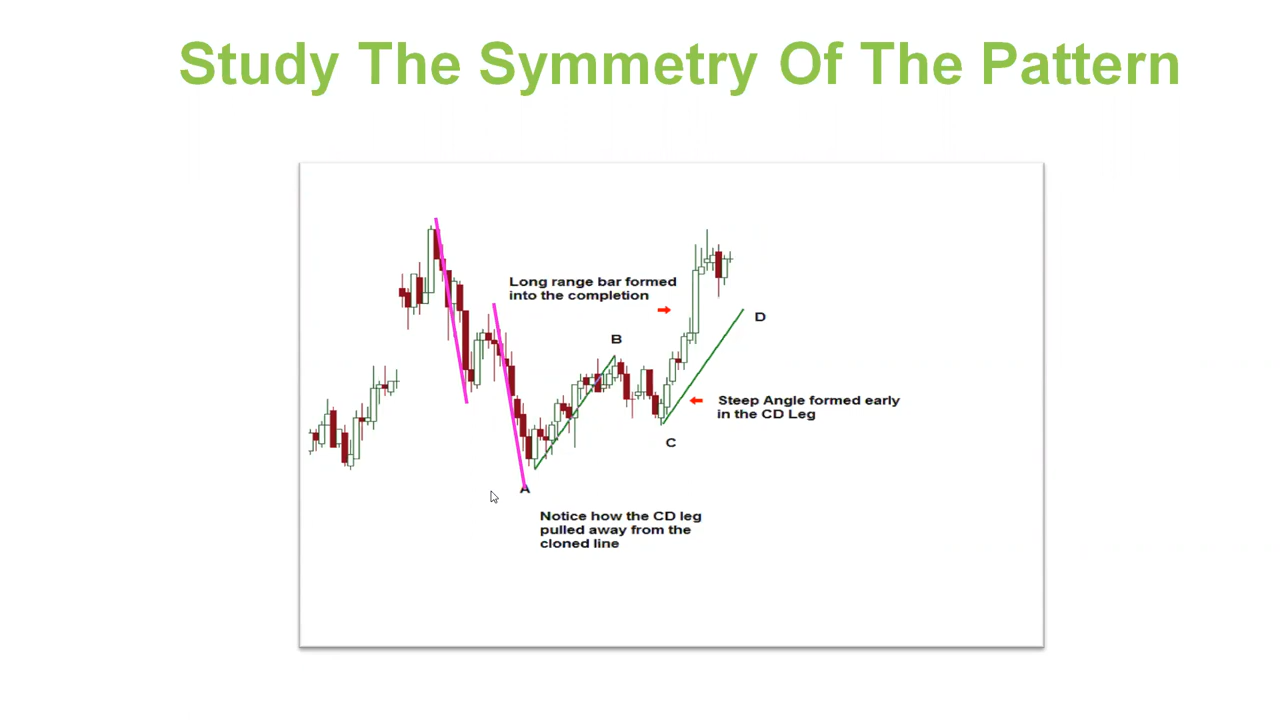 Study The Symmetry Of The Pattern
Long range bar formed
into the completion
B
D
Steep Angle formed early
in the CD Leg
C
A
Notice how the CD leg
pulled away from the
cloned line